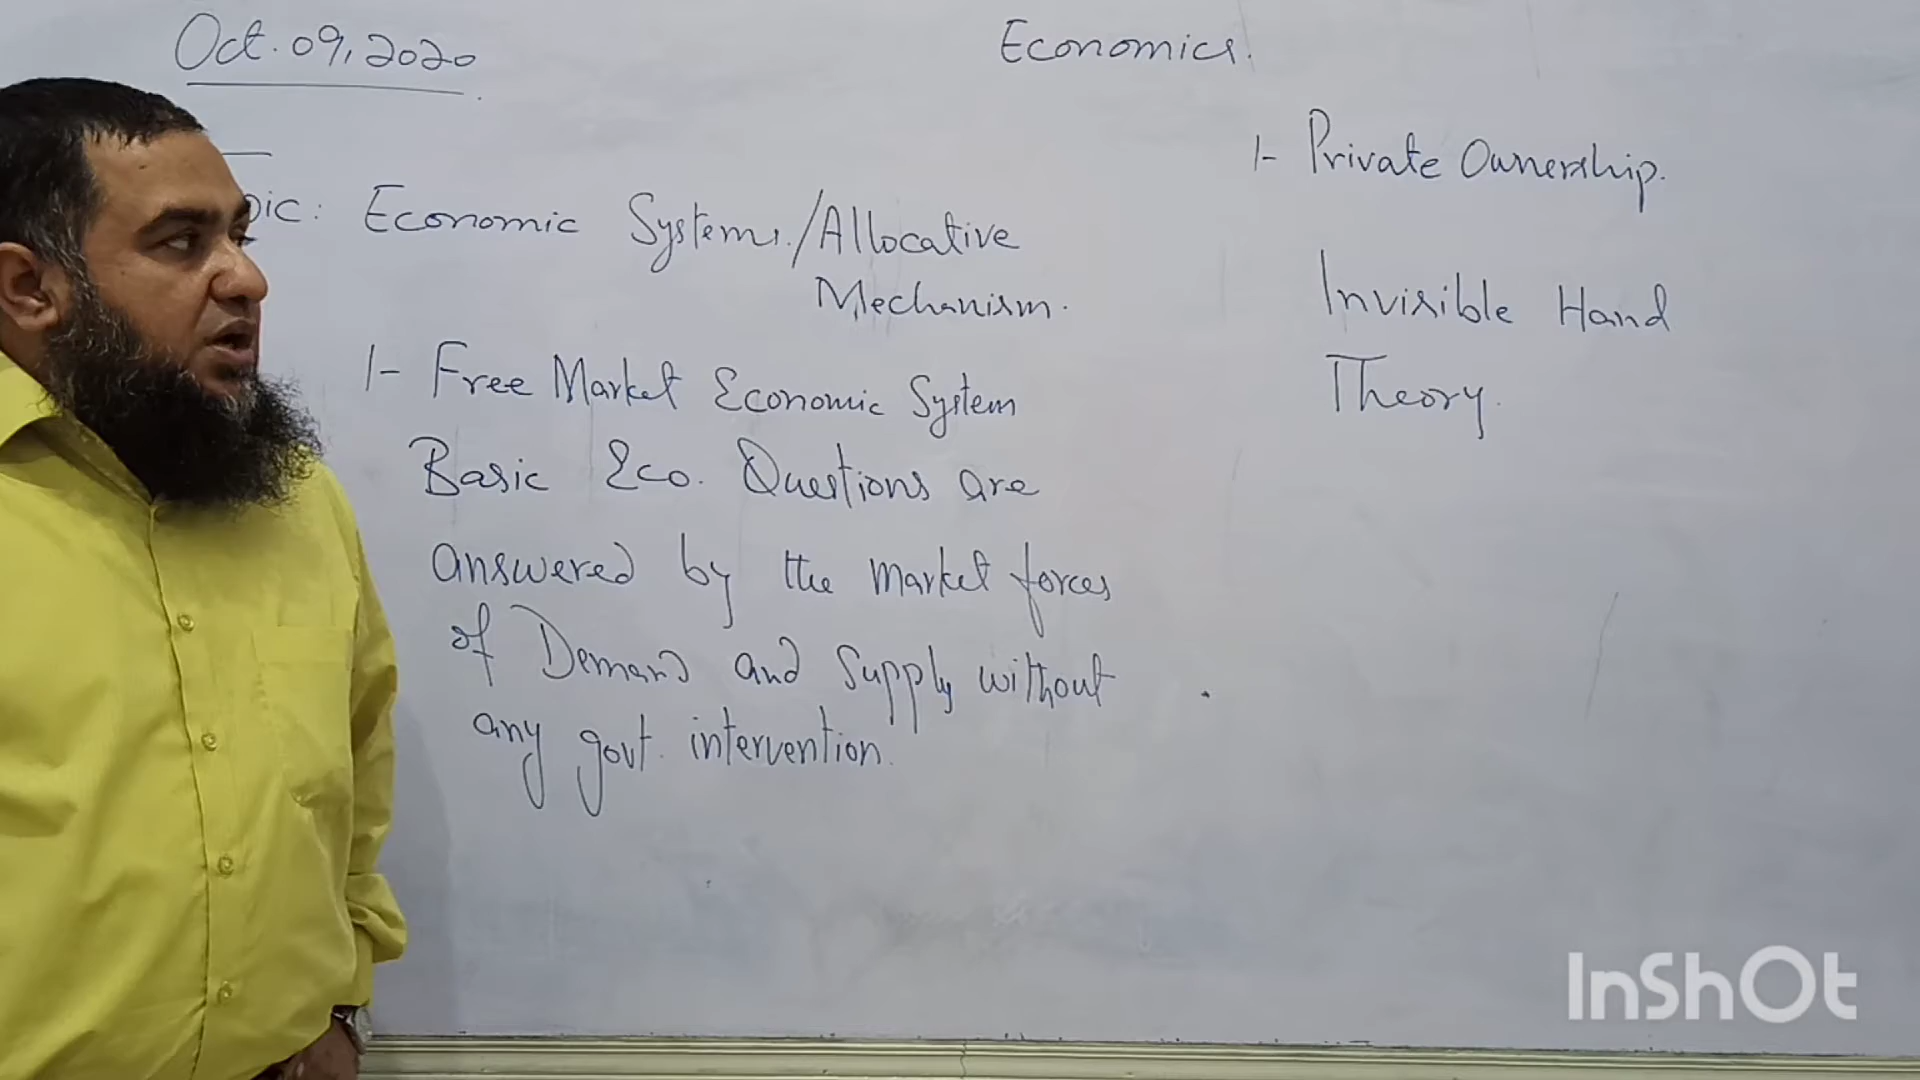 Oct. 09, 2020
Economics.
Topic: Economic Systems./Allocative
Mechanism.
1- Free Market Economic System
Basic Eco. Questions are
answered by the market forces
of Demand and Supply without
any govt. intervention.
1- Private Ownership.
Invisible Hand
Theory.
InShOt